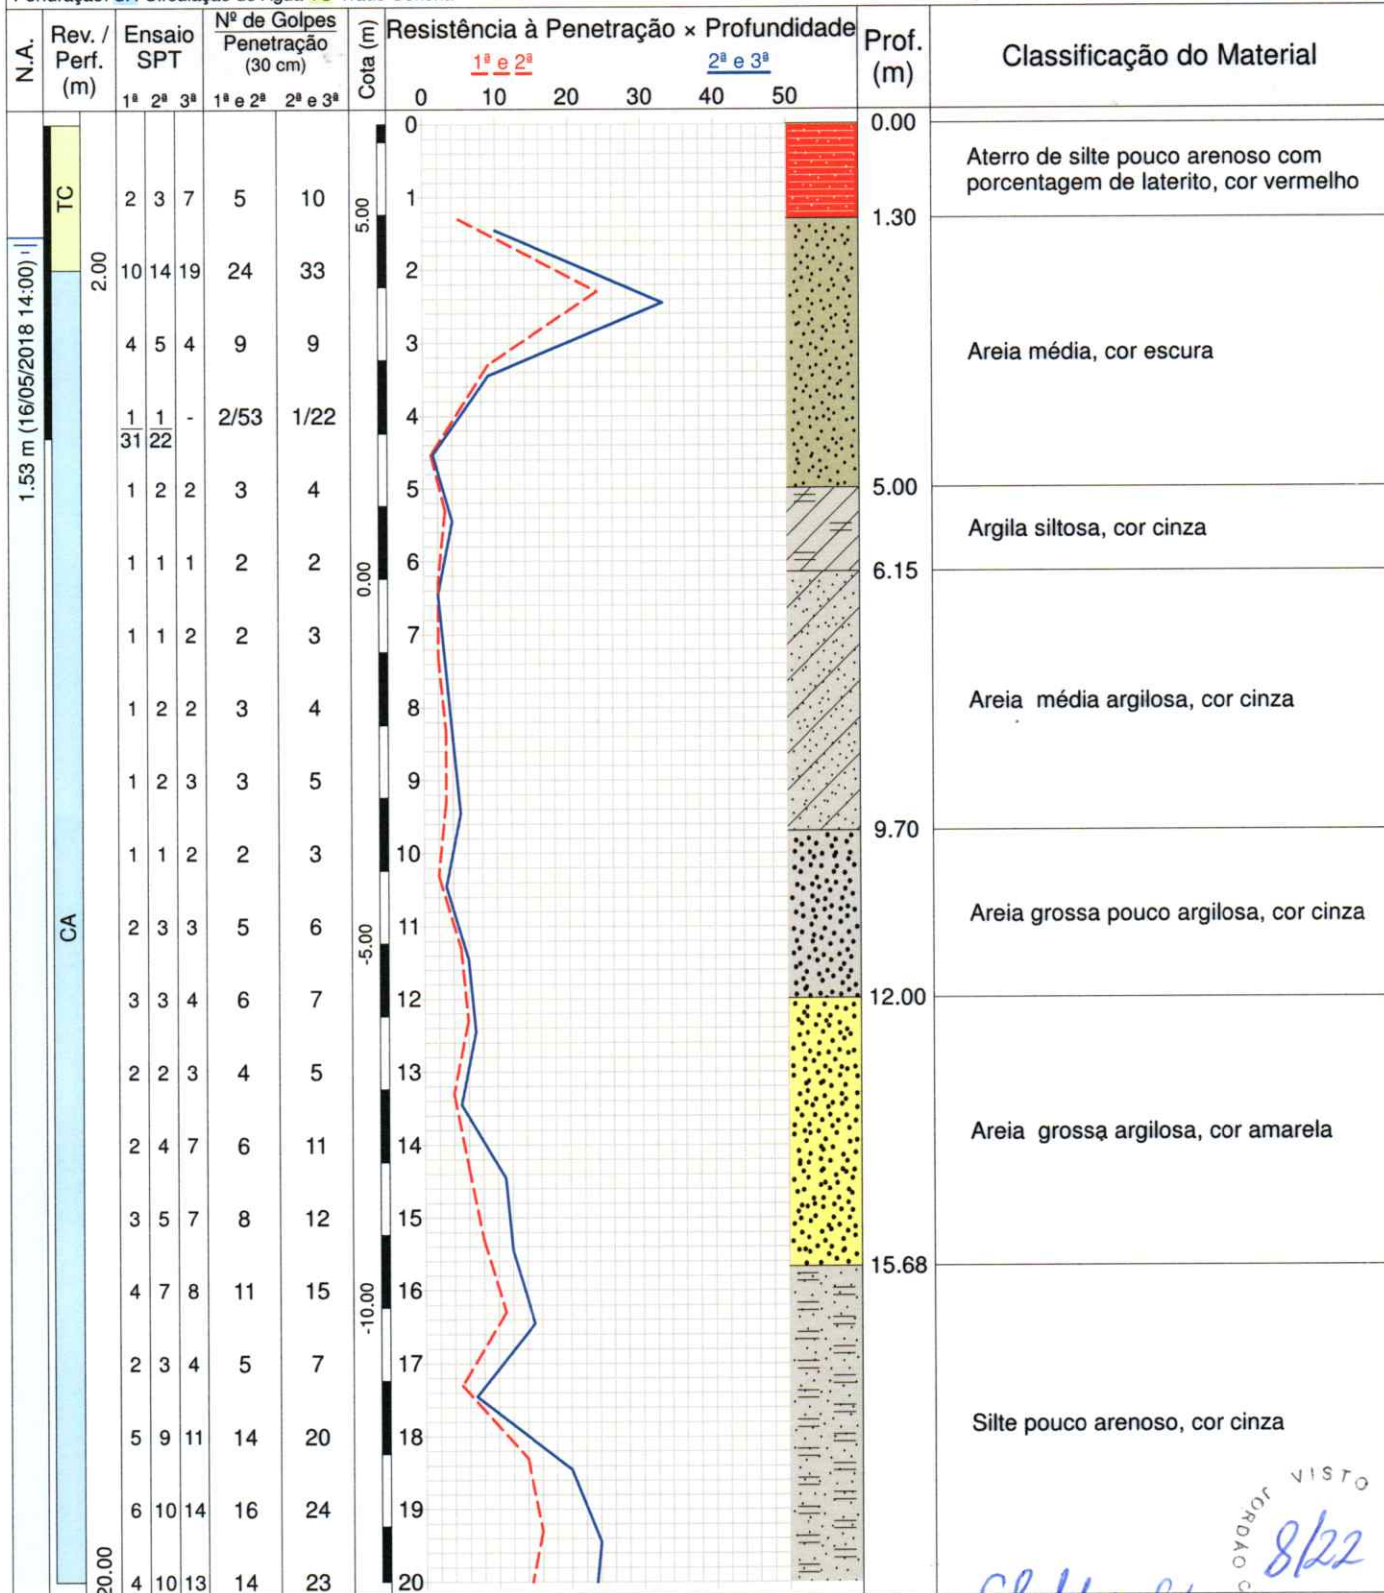 N.A.
Rev. /
Perf.
(m)
Ensaio
SPT
1ª 2ª 3ª
Nº de Golpes
Penetração
(30 cm)
1ª e 2ª 2ª e 3ª
Cota (m)
Resistência à Penetração × Profundidade
1ª e 2ª 2ª e 3ª
0 10 20 30 40 50
Prof.
(m)
Classificação do Material
1.53 m (16/05/2018 14:00)
TC
2.00
CA
20.00
2 3 7 5 10
10 14 19 24 33
4 5 4 9 9
1 1 - 2/53 1/22
31 22
1 2 2 3 4
1 1 1 2 2
1 1 2 2 3
1 2 2 3 4
1 2 3 3 5
1 1 2 2 3
2 3 3 5 6
3 3 4 6 7
2 2 3 4 5
2 4 7 6 11
3 5 7 8 12
4 7 8 11 15
2 3 4 5 7
5 9 11 14 20
6 10 14 16 24
4 10 13 14 23
5.00
0.00
-5.00
-10.00
0
1
2
3
4
5
6
7
8
9
10
11
12
13
14
15
16
17
18
19
20
0.00
Aterro de silte pouco arenoso com
porcentagem de laterito, cor vermelho
1.30
Areia média, cor escura
5.00
Argila siltosa, cor cinza
6.15
Areia média argilosa, cor cinza
9.70
Areia grossa pouco argilosa, cor cinza
12.00
Areia grossa argilosa, cor amarela
15.68
Silte pouco arenoso, cor cinza
VISTO
JORDÃO
8/22